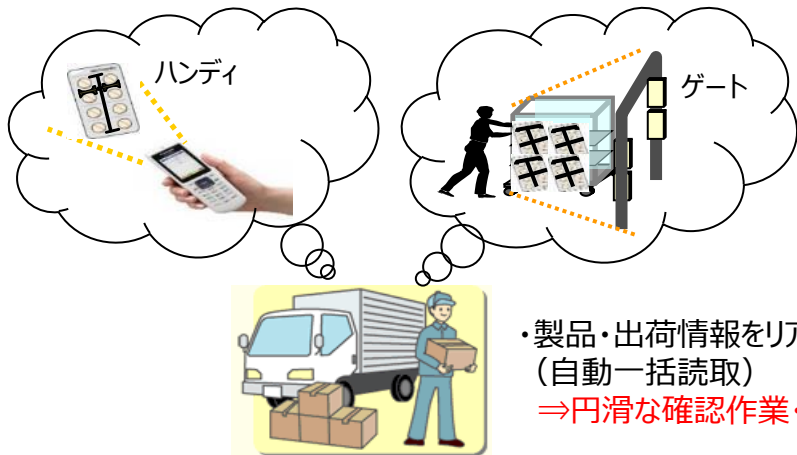 ハンディ
ゲート
・製品・出荷情報をリア
（自動一括読取）
⇒円滑な確認作業・